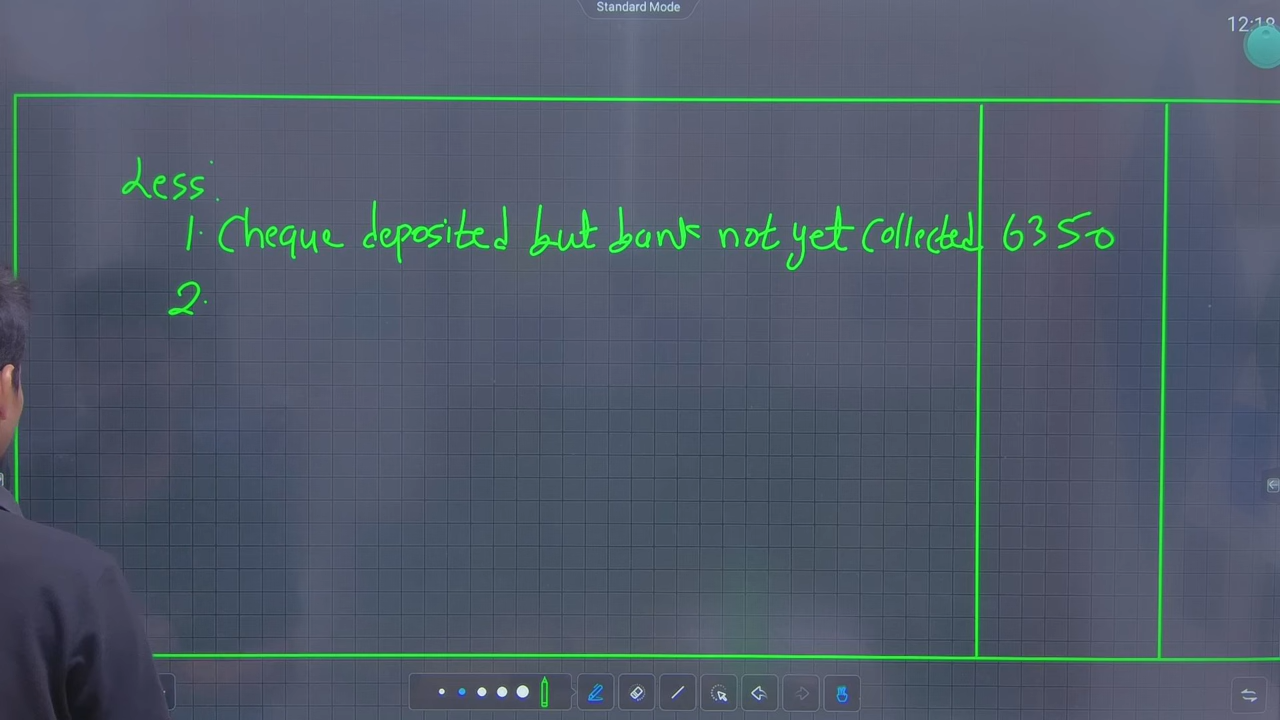 Standard Mode
12:18
Less:
1. Cheque deposited but bank not yet collected 6350
2.